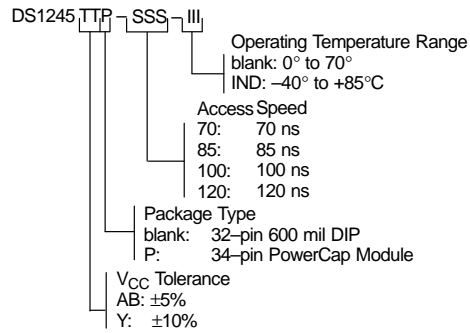 DS1245 TTP – SSS – III
Operating Temperature Range
blank: 0° to 70°
IND: –40° to +85°C
Access Speed
70: 70 ns
85: 85 ns
100: 100 ns
120: 120 ns
Package Type
blank: 32–pin 600 mil DIP
P: 34–pin PowerCap Module
VCC Tolerance
AB: ±5%
Y: ±10%